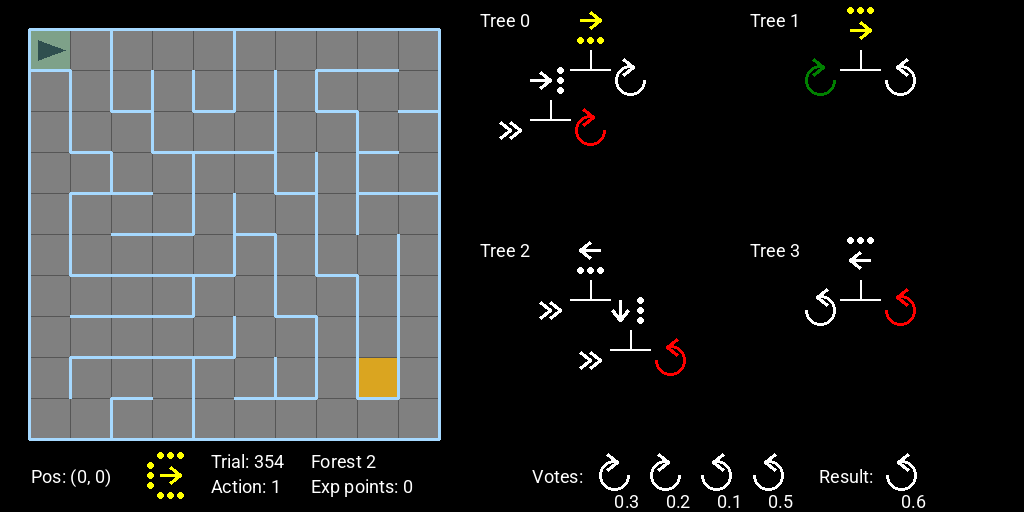 Tree 0
Tree 1
Tree 2
Tree 3
Pos: (0, 0)
Trial: 354
Forest 2
Action: 1
Exp points: 0
Votes:
0.3
0.2
0.1
0.5
Result:
0.6